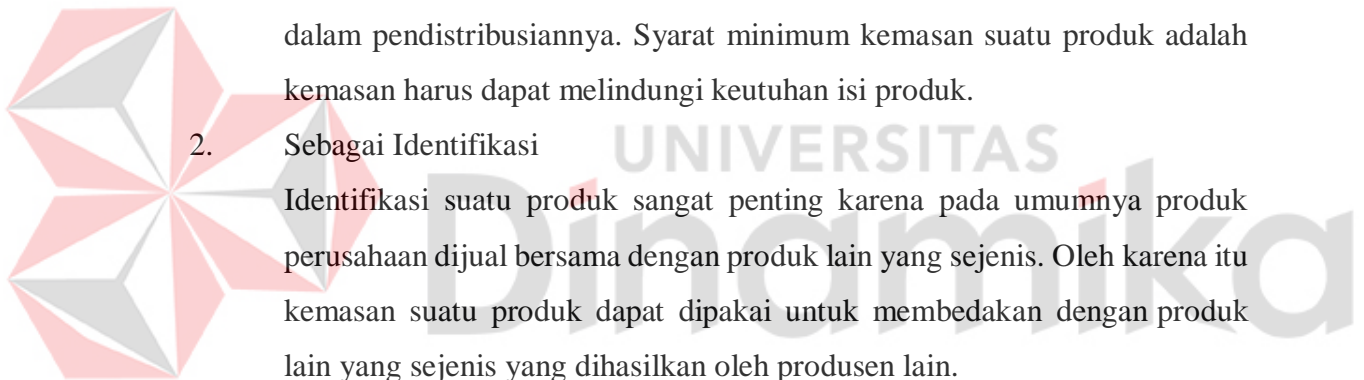 dalam pendistribusiannya. Syarat minimum kemasan suatu produk adalah
kemasan harus dapat melindungi keutuhan isi produk.
2. Sebagai Identifikasi
UNIVERSITAS
Dinamika
Identifikasi suatu produk sangat penting karena pada umumnya produk
perusahaan dijual bersama dengan produk lain yang sejenis. Oleh karena itu
kemasan suatu produk dapat dipakai untuk membedakan dengan produk
lain yang sejenis yang dihasilkan oleh produsen lain.